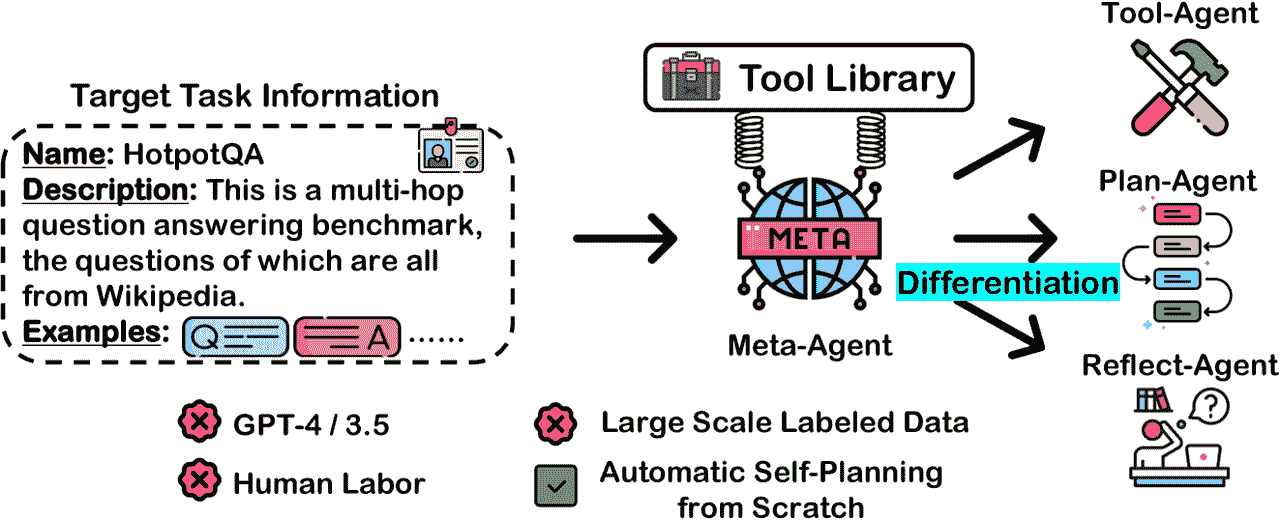 Target Task Information
Name: HotpotQA
Description: This is a multi-hop
question answering benchmark,
the questions of which are all
from Wikipedia.
Examples: Q A ......
Tool Library
META
Meta-Agent
Differentiation
Tool-Agent
Plan-Agent
Reflect-Agent
?
GPT-4 / 3.5
Human Labor
Large Scale Labeled Data
Automatic Self-Planning
from Scratch